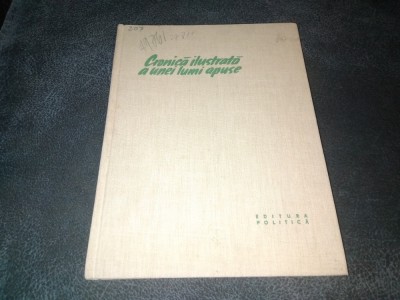 Cronică ilustrată
a unei lumi apuse
EDITURA
POLITICĂ